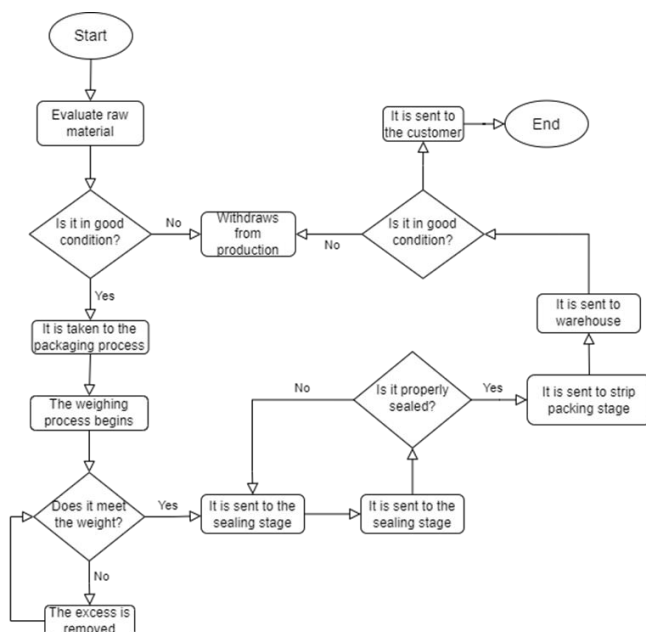 Start
Evaluate raw
material
Is it in good
condition?
No
Withdraws
from
production
No
Is it in good
condition?
It is sent to
the customer
End
Yes
It is taken to the
packaging process
The weighing
process begins
Does it meet
the weight?
Yes
No
The excess is
removed
It is sent to the
sealing stage
It is sent to the
sealing stage
No
Is it properly
sealed?
Yes
It is sent to strip
packing stage
It is sent to
warehouse